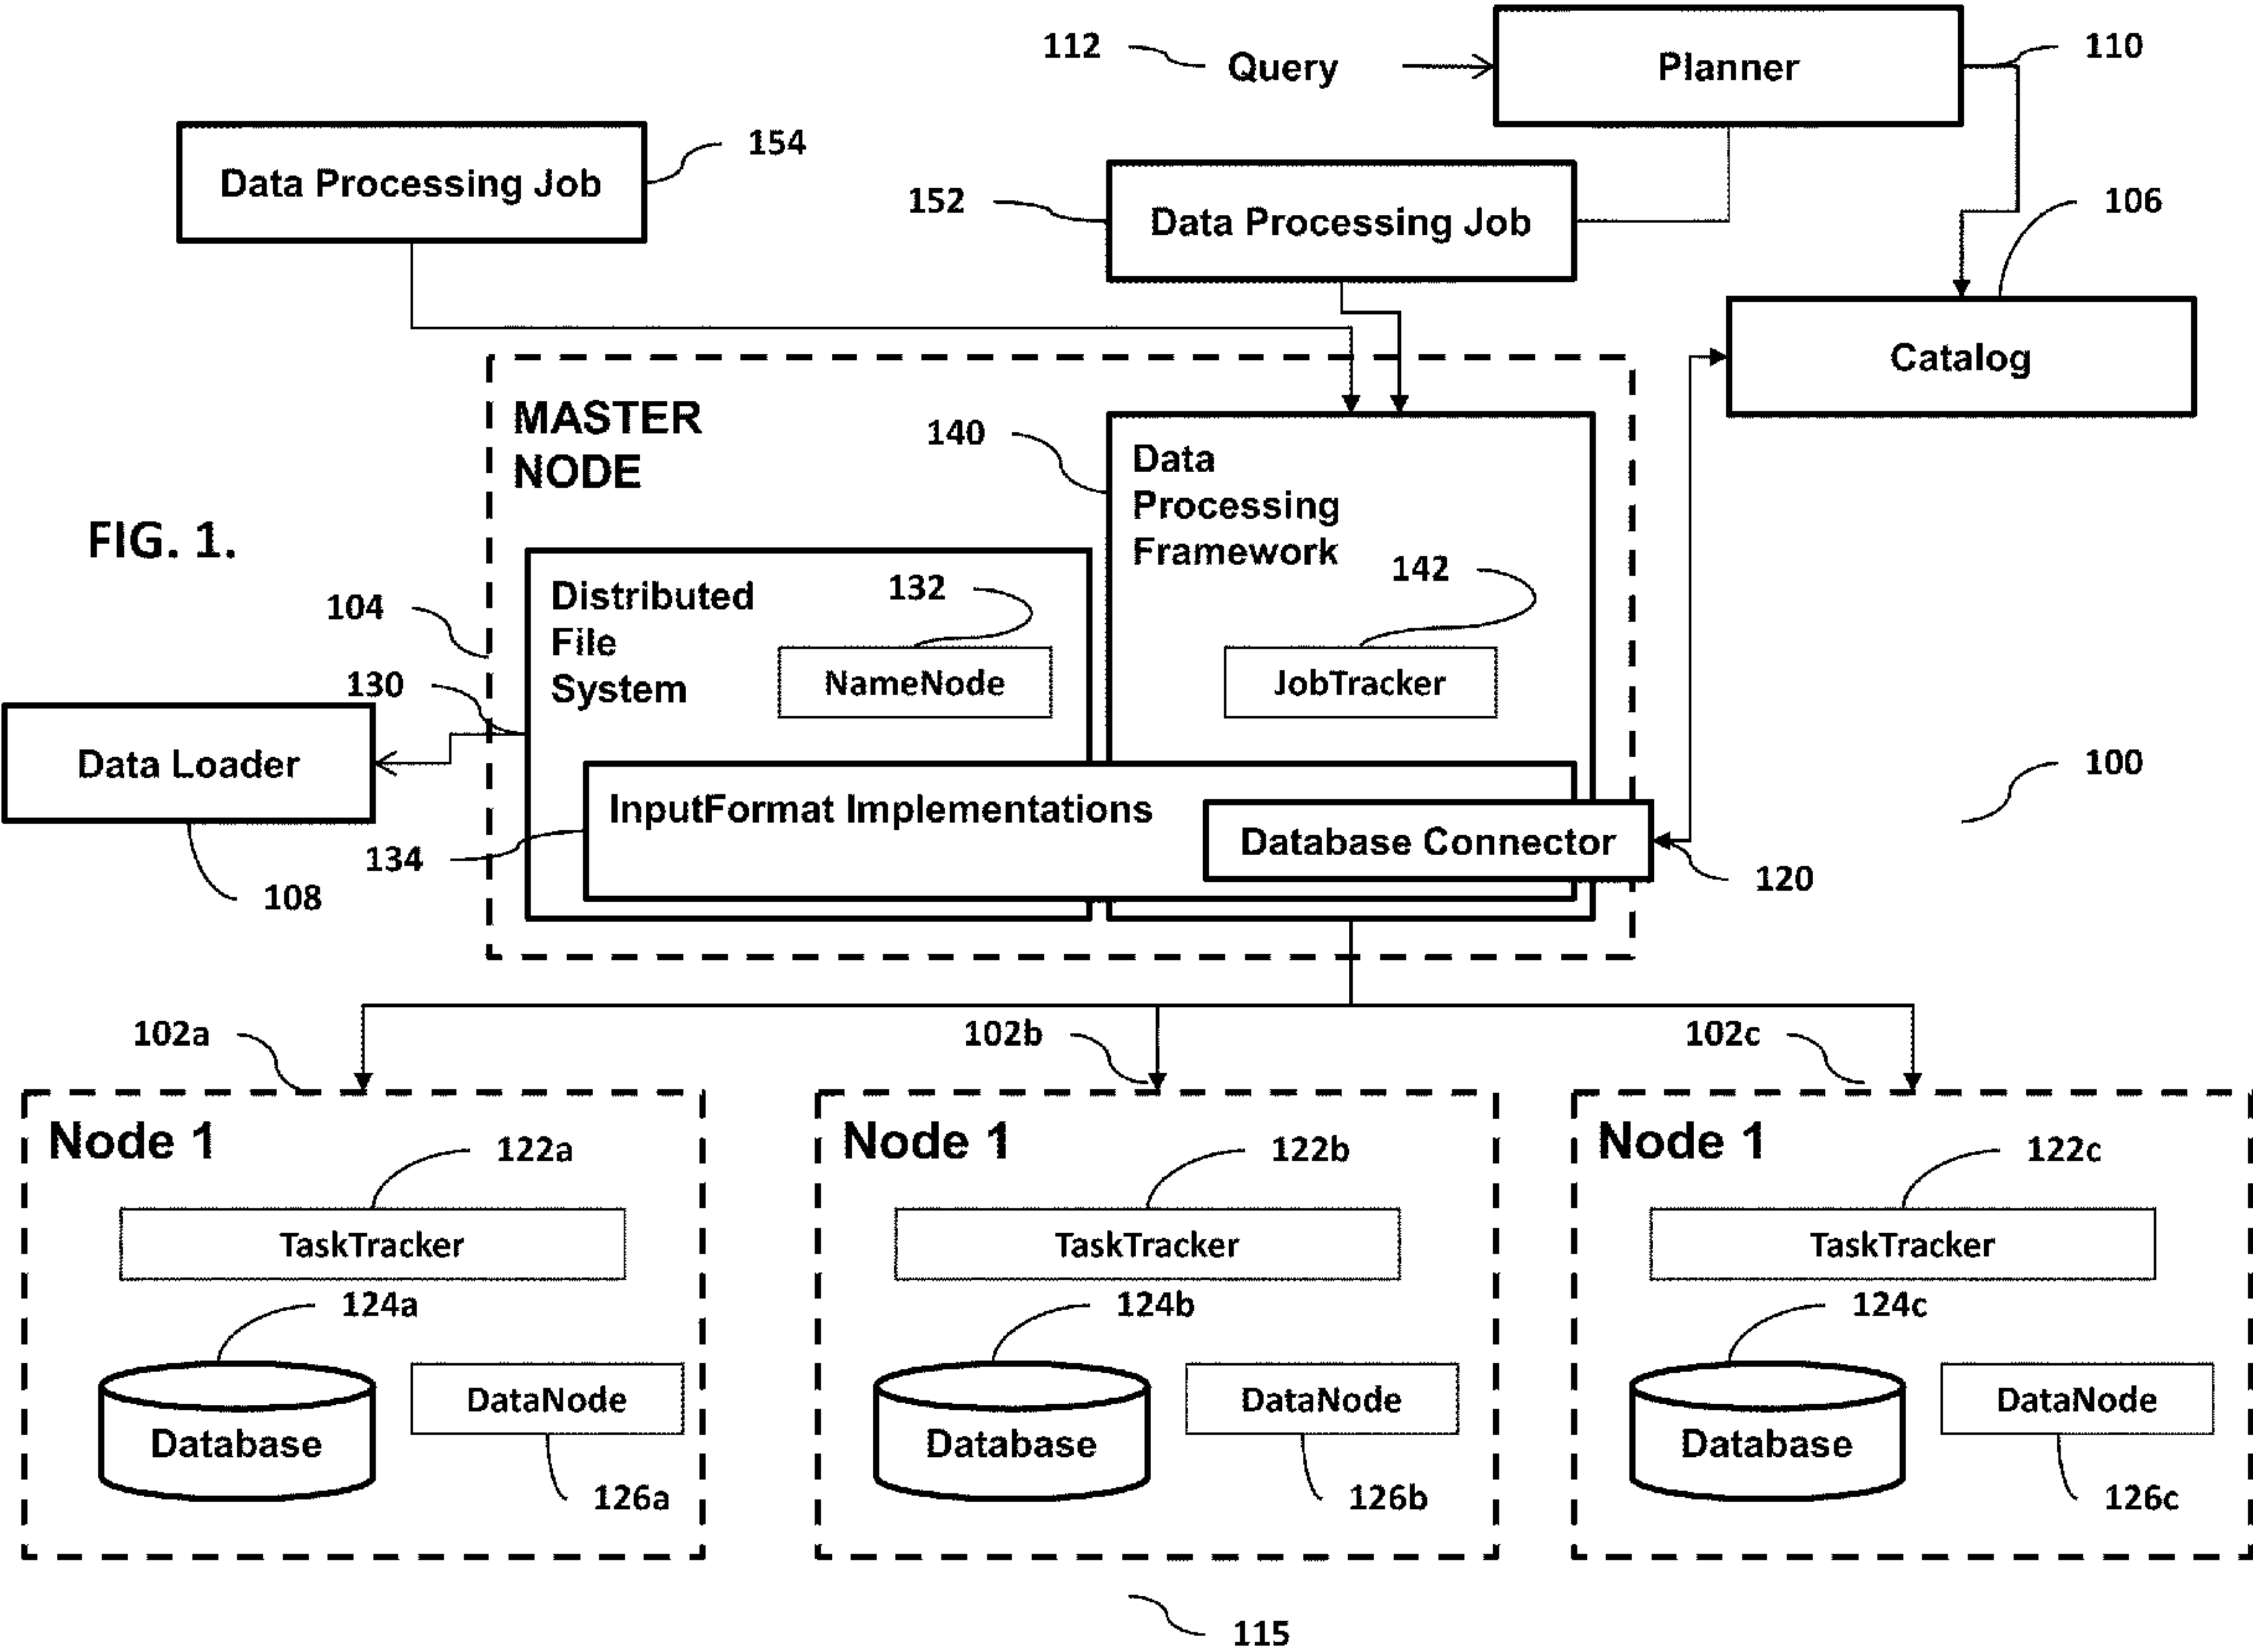 112
Query
Planner
110
Data Processing Job
154
152
Data Processing Job
106
Catalog
MASTER
NODE
140
Data
Processing
Framework
FIG. 1.
104
Distributed
File
System
132
NameNode
142
JobTracker
130
Data Loader
108
InputFormat Implementations
134
Database Connector
120
100
102a
102b
102c
Node 1
122a
TaskTracker
124a
Database
DataNode
126a
Node 1
122b
TaskTracker
124b
Database
DataNode
126b
Node 1
122c
TaskTracker
124c
Database
DataNode
126c
115